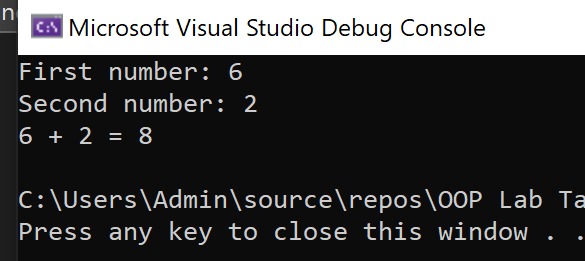 C:\ Microsoft Visual Studio Debug Console
First number: 6
Second number: 2
6 + 2 = 8
C:\Users\Admin\source\repos\OOP Lab
Press any key to close this window . .